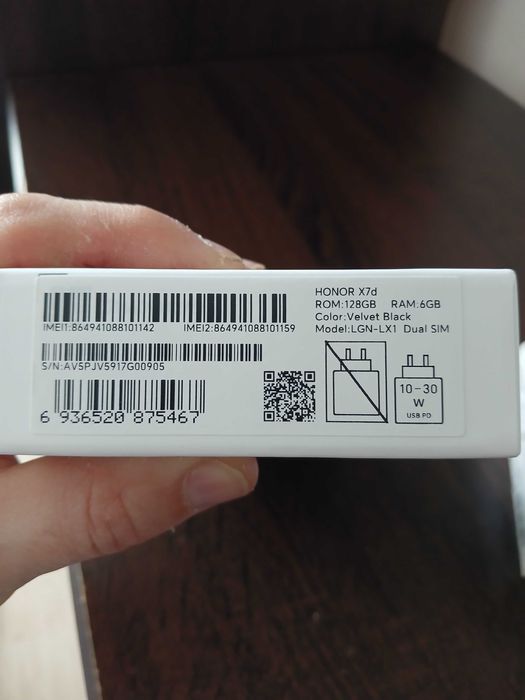 HONOR X7d
ROM:128GB RAM:6GB
Color:Velvet Black
Model:LGN-LX1 Dual SIM
IMEI1:864941088101142 IMEI2:864941088101159
S/N:AV5PJV5917G00905
6 936520 875467
10-30
W
USB PD